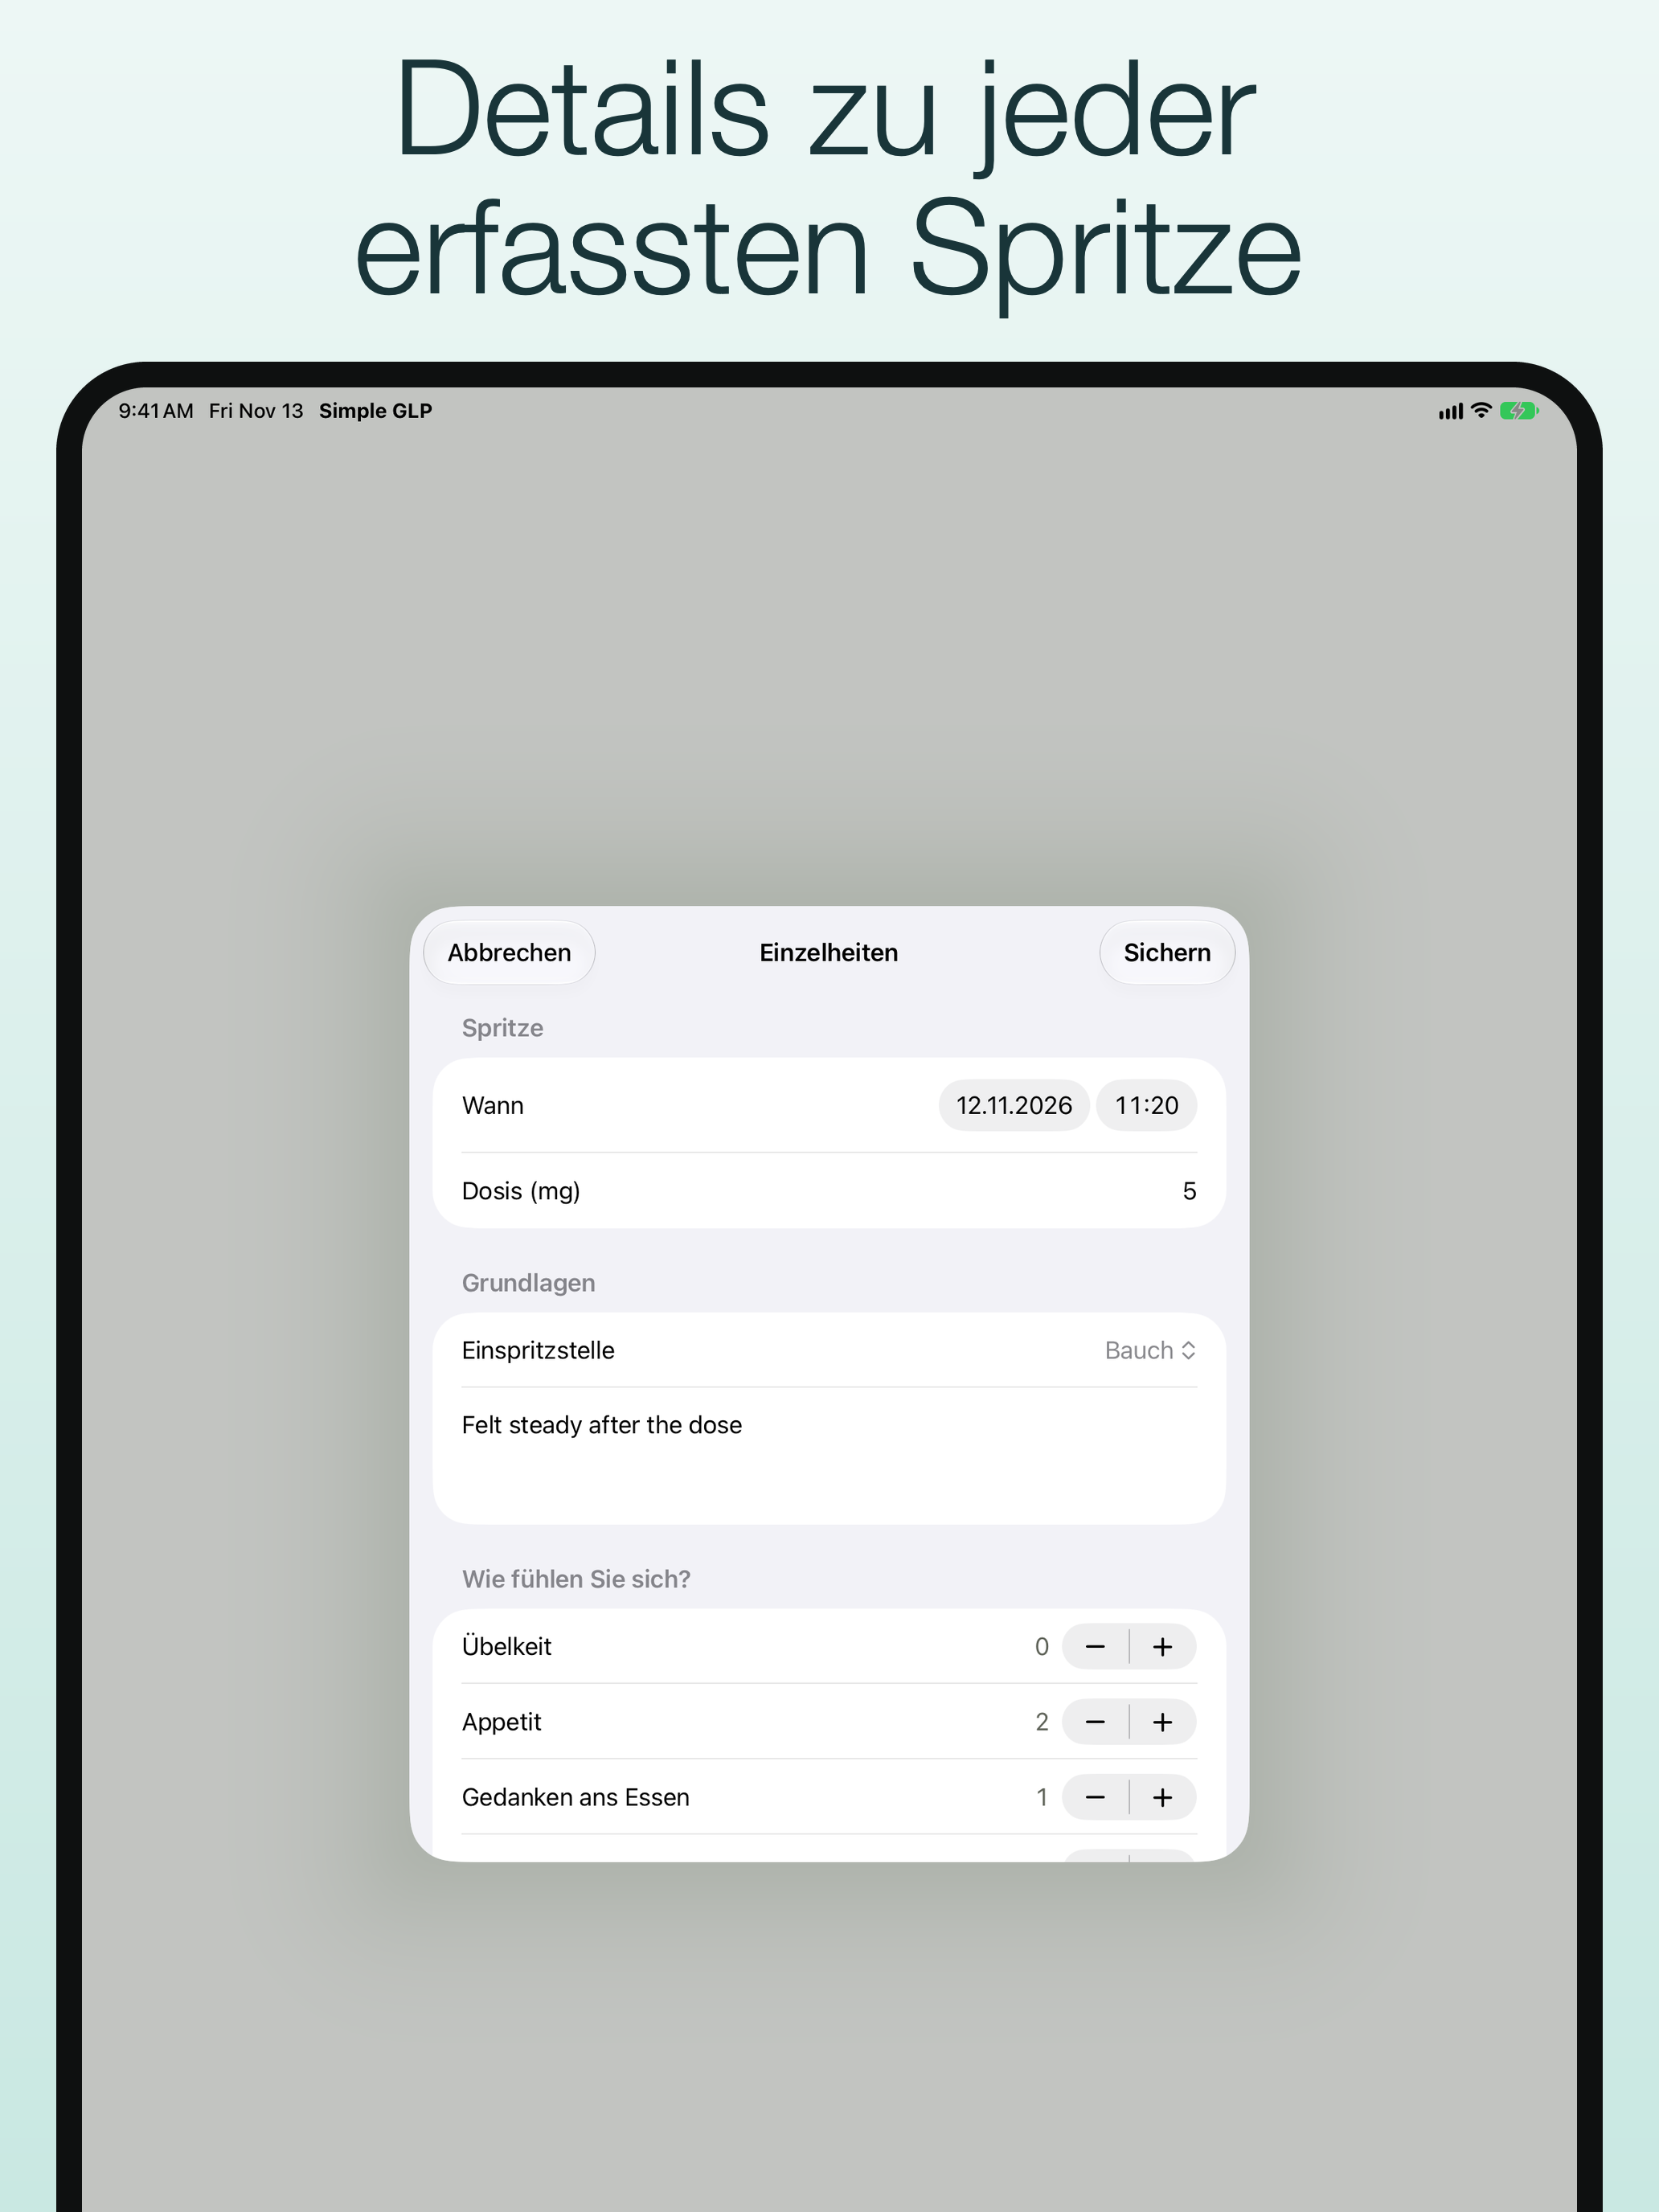 Details zu jeder
erfassten Spritze
9:41 AM Fri Nov 13 Simple GLP
Abbrechen Einzelheiten Sichern
Spritze
Wann 12.11.2026 11:20
Dosis (mg) 5
Grundlagen
Einspritzstelle Bauch
Felt steady after the dose
Wie fühlen Sie sich?
Übelkeit 0 − +
Appetit 2 − +
Gedanken ans Essen 1 − +